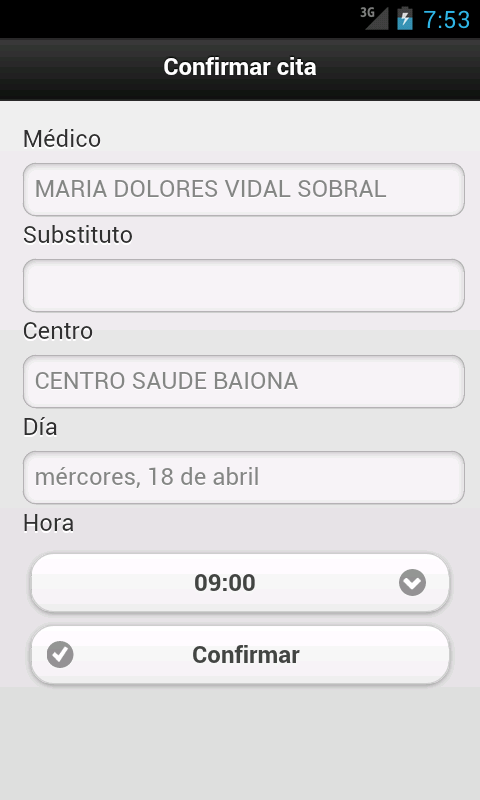 3G 7:53
Confirmar cita
Médico
MARIA DOLORES VIDAL SOBRAL
Substituto
Centro
CENTRO SAUDE BAIONA
Día
mércores, 18 de abril
Hora
09:00
Confirmar